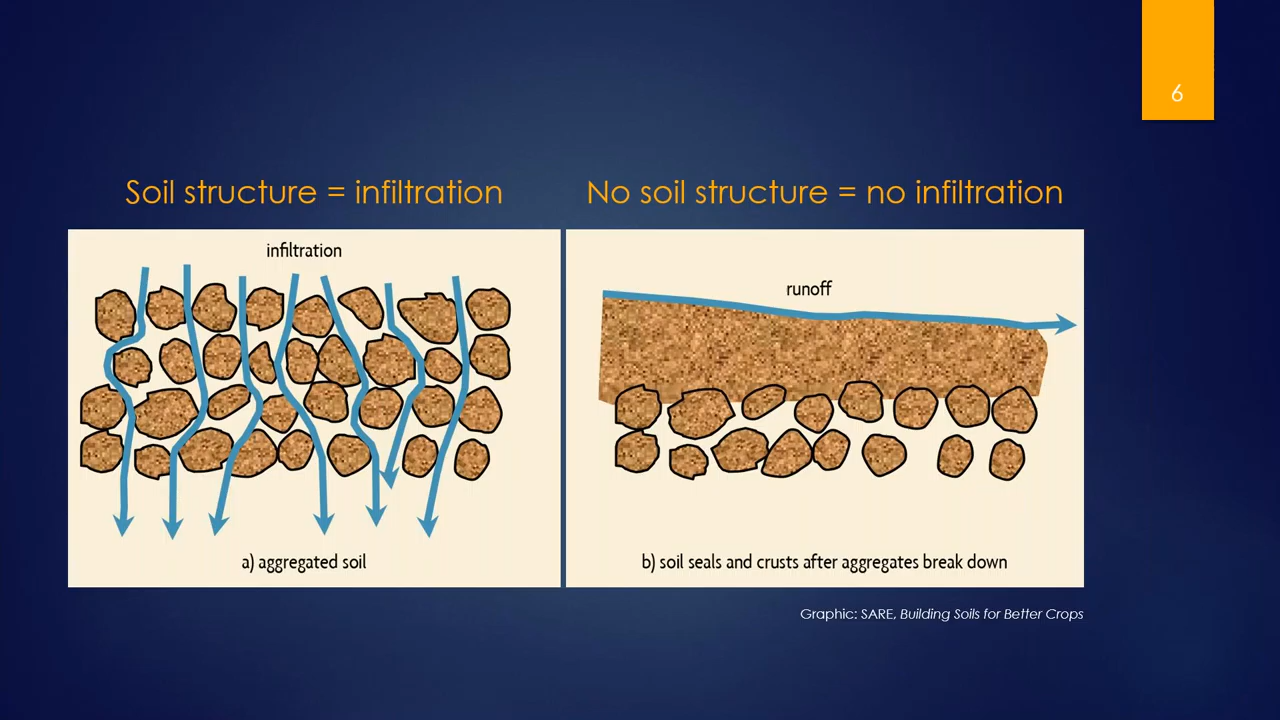 6
Soil structure = infiltration
No soil structure = no infiltration
infiltration
a) aggregated soil
runoff
b) soil seals and crusts after aggregates break down
Graphic: SARE, Building Soils for Better Crops